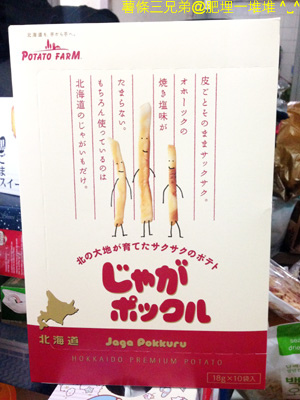 薯條三兄弟@肥理一堆堆 ^_^
POTATO FARM
皮ごとそのままサックサク。
オホーツクの
焼き塩味が
たまらない。
もちろん使っているのは
北海道のじゃがいもだけ。
北の大地が育てたサクサクのポテト
じゃが
ポックル
北海道
Jaga Pokkuru
HOKKAIDO PREMIUM POTATO
18g×10袋入